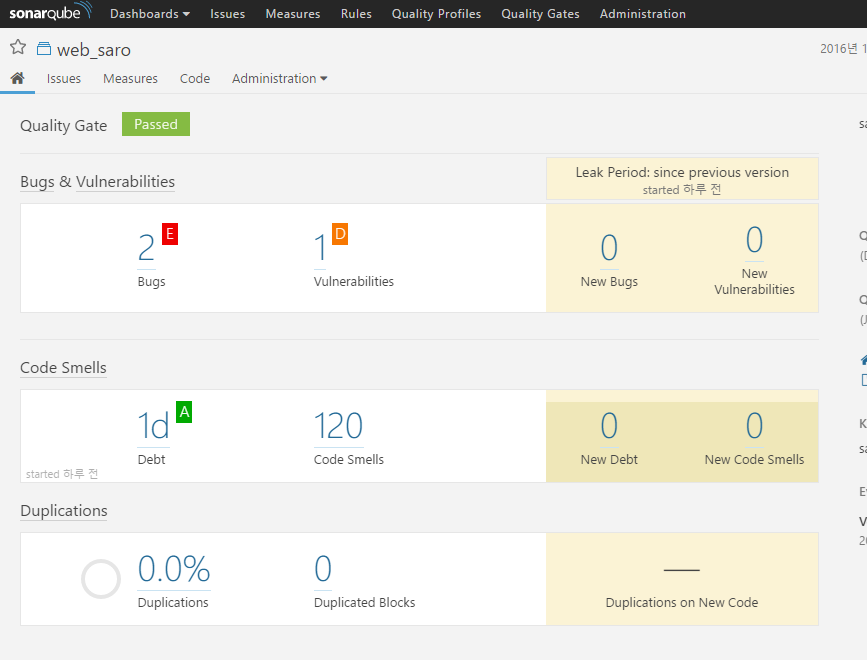 sonarqube Dashboards Issues Measures Rules Quality Profiles Quality Gates Administration
web_saro
2016년 1
Issues Measures Code Administration
Quality Gate Passed
Bugs & Vulnerabilities
Leak Period: since previous version
started 하루 전
2 E
Bugs
1 D
Vulnerabilities
0
New Bugs
0
New
Vulnerabilities
Code Smells
1d A
Debt
120
Code Smells
0
New Debt
0
New Code Smells
started 하루 전
Duplications
0.0%
Duplications
0
Duplicated Blocks
—
Duplications on New Code